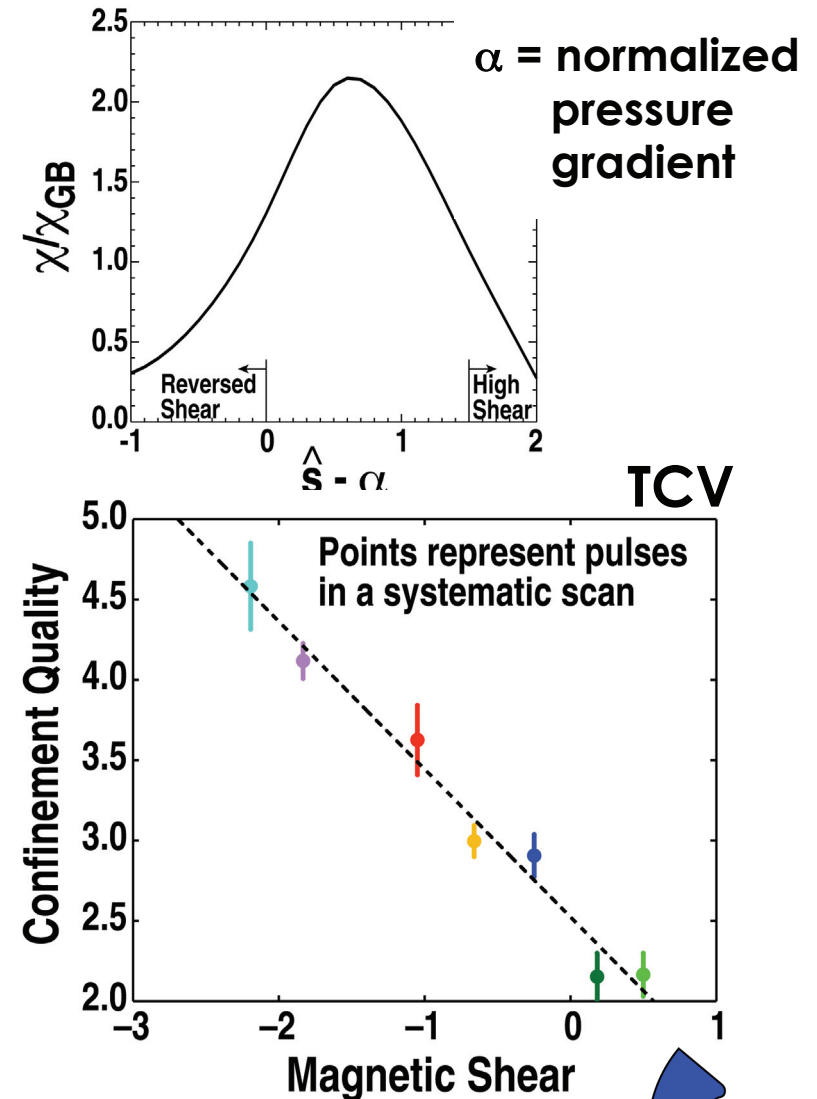 α = normalized
pressure
gradient
2.5
2.0
1.5
1.0
0.5
0.0
χ/χGB
Reversed
Shear
High
Shear
-1
0
1
2
ŝ - α
TCV
5.0
4.5
4.0
3.5
3.0
2.5
2.0
Confinement Quality
Points represent pulses
in a systematic scan
−3
−2
−1
0
1
Magnetic Shear